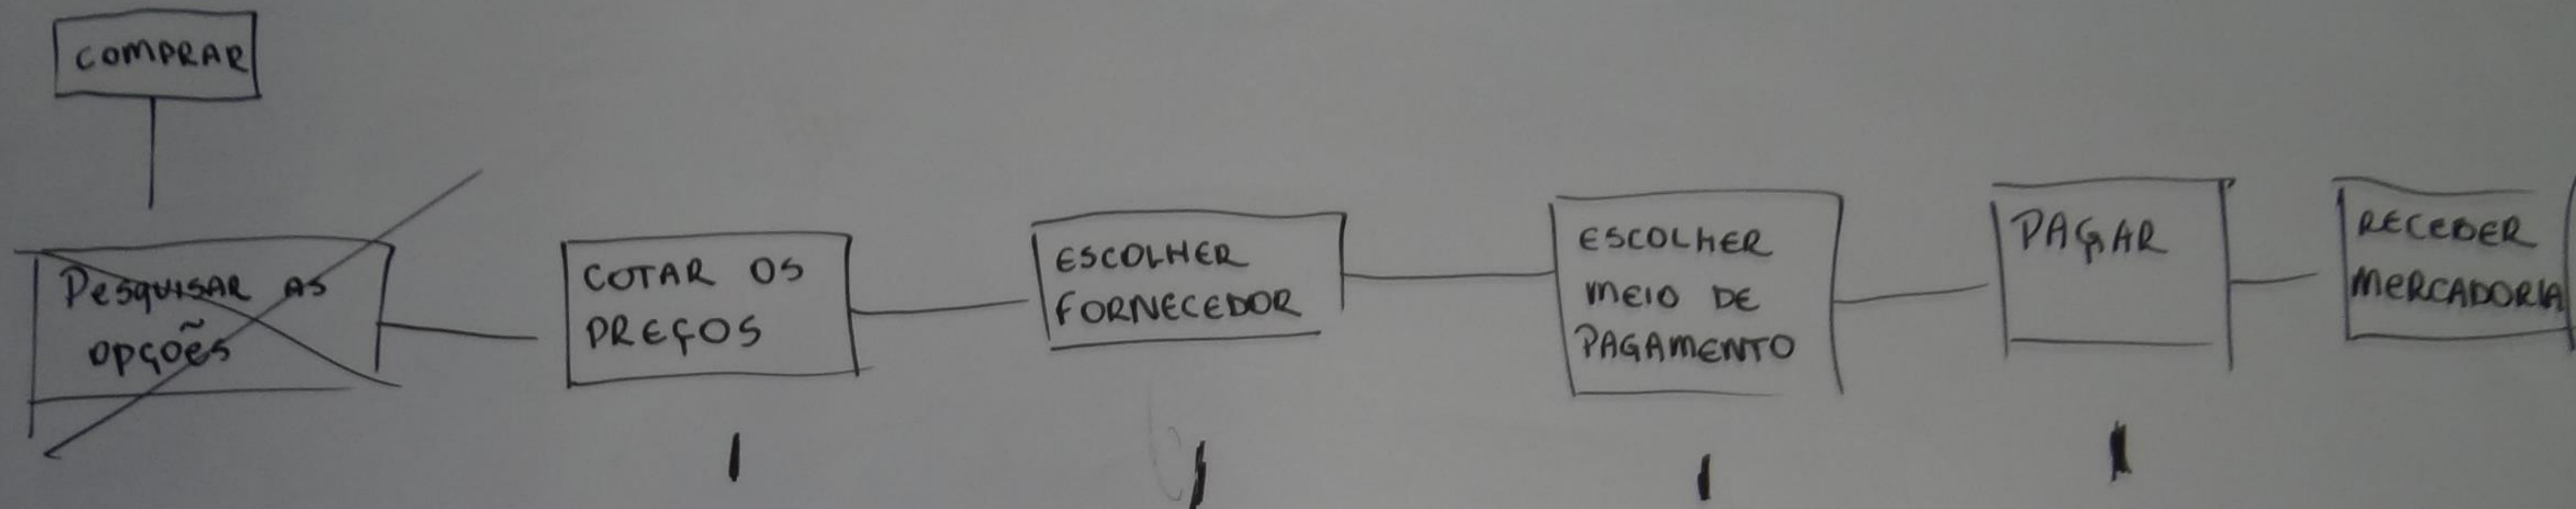 COMPRAR
Pesquisar as
opções
COTAR OS
PREÇOS
ESCOLHER
FORNECEDOR
ESCOLHER
MEIO DE
PAGAMENTO
PAGAR
RECEBER
MERCADORIA